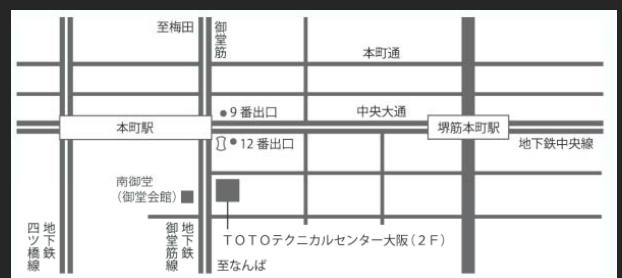 至梅田
御堂筋
本町通
9番出口
中央大通
本町駅
堺筋本町駅
12番出口
地下鉄中央線
南御堂
(御堂会館)
TOTOテクニカルセンター大阪(2F)
地下鉄
四ツ橋線
地下鉄
御堂筋線
至なんば